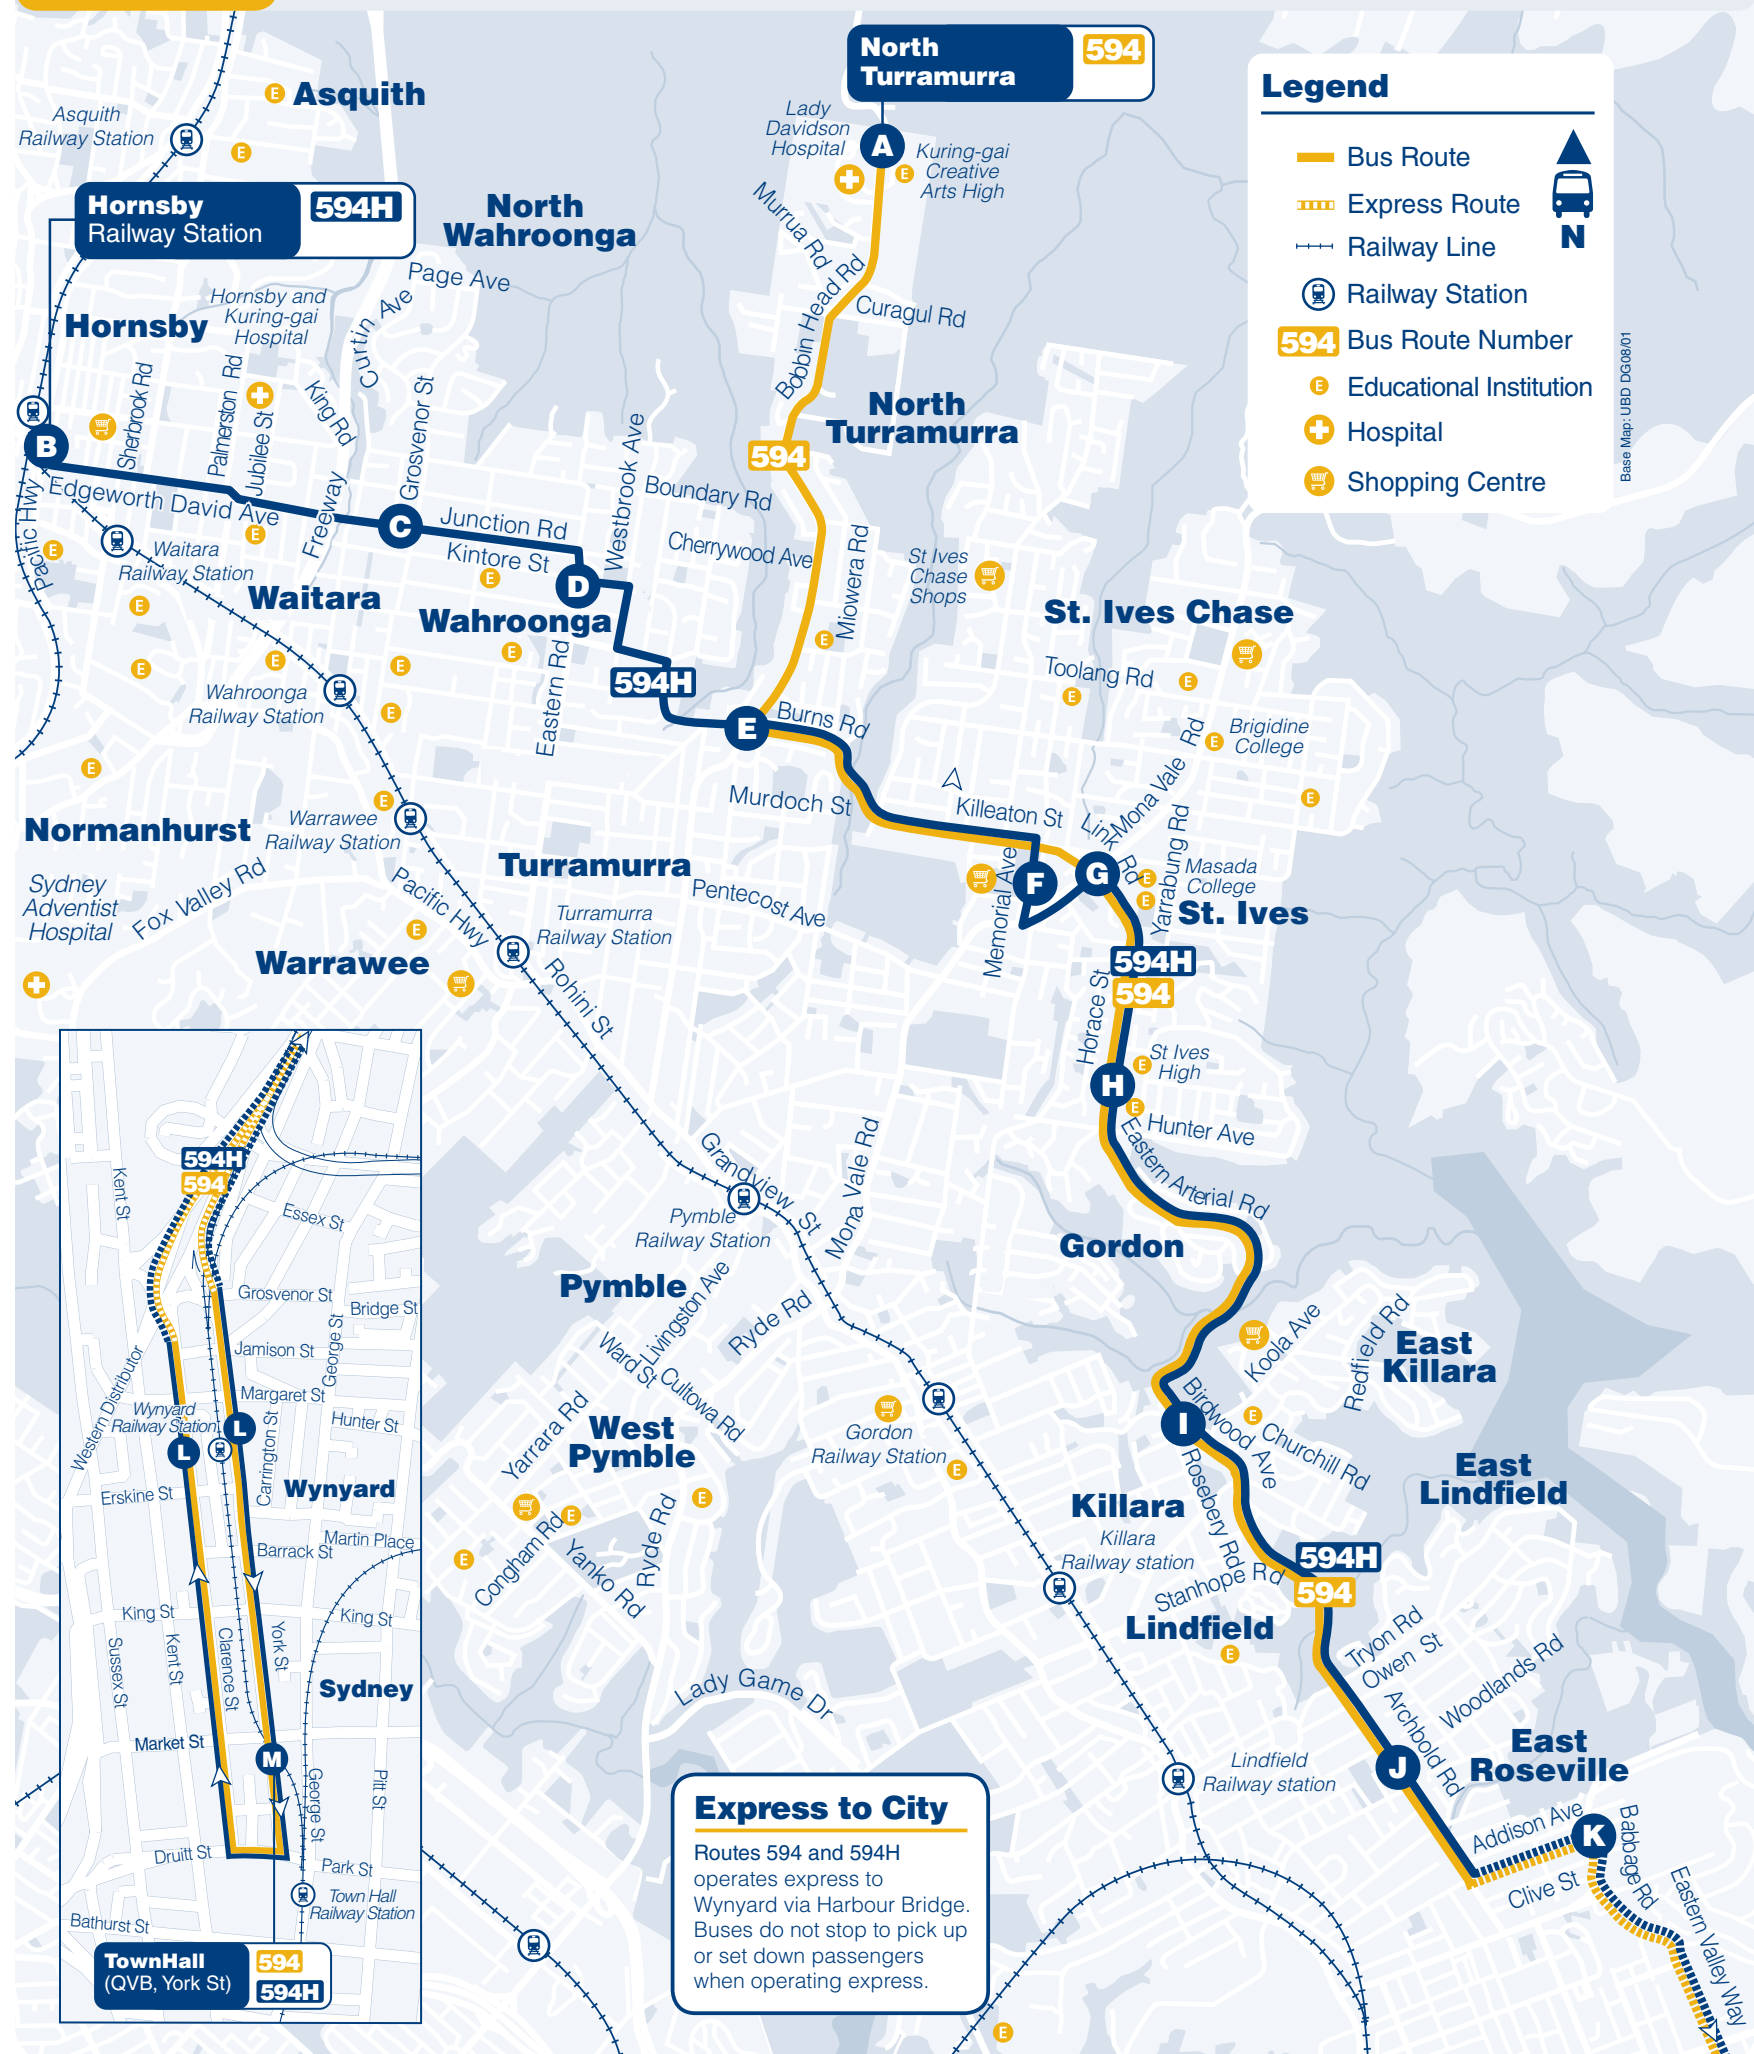 North
Turramurra
594
Legend
Bus Route
Express Route
Railway Line
Railway Station
594
Bus Route Number
E
Educational Institution
Hospital
Shopping Centre
N
Base Map: UBD DG08/01
E
Asquith
Asquith
Railway Station
E
Hornsby
Railway Station
594H
North
Wahroonga
Lady
Davidson
Hospital
A
Kuring-gai
Creative
Arts High
E
Murrua Rd
Bobbin Head Rd
Curagul Rd
Page Ave
Curtin Ave
Hornsby and
Kuring-gai
Hospital
Hornsby
Sherbrook Rd
Palmerston Rd
Jubilee St
King Rd
Grosvenor St
Freeway
B
Edgeworth David Ave
Pacific Hwy
E
E
C
Junction Rd
Kintore St
E
D
Westbrook Ave
Boundary Rd
Cherrywood Ave
North
Turramurra
594
Miowera Rd
E
St Ives
Chase
Shops
St. Ives Chase
Toolang Rd
E
E
Waitara
Railway Station
Waitara
E
E
E
E
Wahroonga
E
Eastern Rd
594H
Wahroonga
Railway Station
E
E
Burns Rd
Murdoch St
Killeaton St
Link Rd
Mona Vale Rd
Brigidine
College
E
E
E
Normanhurst
E
Warrawee
Railway Station
Turramurra
Pentecost Ave
Memorial Ave
F
G
Yarrabung Rd
E
E
Masada
College
St. Ives
Sydney
Adventist
Hospital
Fox Valley Rd
Pacific Hwy
E
Warrawee
Turramurra
Railway Station
Rohini St
594H
594
Horace St
St Ives
High
E
H
E
Hunter Ave
Eastern Arterial Rd
Gordon
Grandview St
Pymble
Railway Station
Mona Vale Rd
Pymble
Livingston Ave
Ward St
Ryde Rd
Cultowa Rd
Yarrara Rd
West
Pymble
E
E
E
Congham Rd
Yanko Rd
Ryde Rd
Gordon
Railway Station
E
Koola Ave
Redfield Rd
East
Killara
Birdwood Ave
I
E
Churchill Rd
Rosebery Rd
East
Lindfield
Killara
Killara
Railway station
Stanhope Rd
594H
594
Lindfield
E
Tryon Rd
Owen St
Woodlands Rd
Archbold Rd
Lady Game Dr
Lindfield
Railway station
J
East
Roseville
Addison Ave
K
Babbage Rd
Clive St
Eastern Valley Way
E
Express to City
Routes 594 and 594H
operates express to
Wynyard via Harbour Bridge.
Buses do not stop to pick up
or set down passengers
when operating express.
594H
594
Kent St
Essex St
Grosvenor St
Bridge St
George St
Jamison St
Western Distributor
Margaret St
Wynyard
Railway Station
L
L
Hunter St
Carrington St
Wynyard
Erskine St
Martin Place
Barrack St
King St
King St
Sussex St
Kent St
Clarence St
York St
Sydney
Market St
M
George St
Pitt St
Druitt St
Park St
Town Hall
Railway Station
Bathurst St
TownHall
(QVB, York St)
594
594H